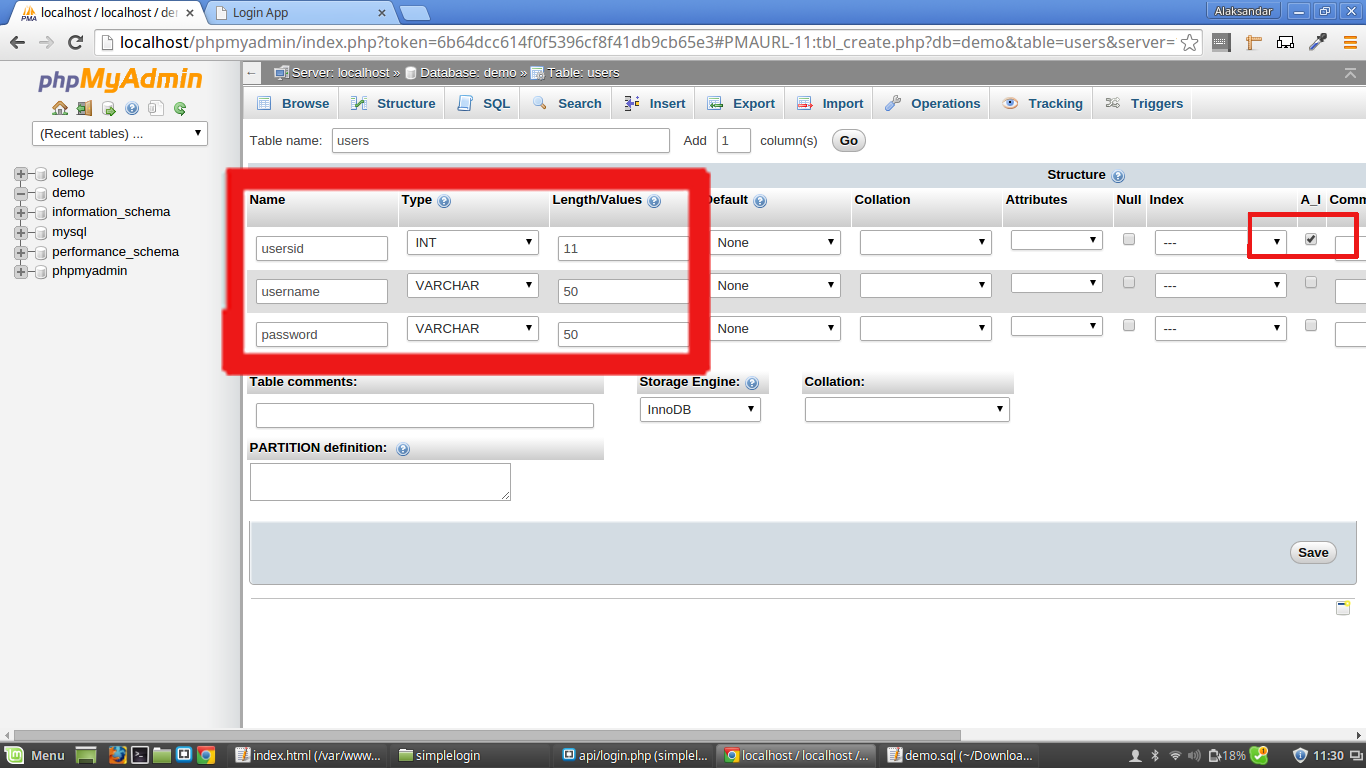 localhost / localhost / de
Login App
Alaksandar
localhost/phpmyadmin/index.php?token=6b64dcc614f0f5396cf8f41db9cb65e3#PMAURL-11:tbl_create.php?db=demo&table=users&server=
phpMyAdmin
(Recent tables) ...
college
demo
information_schema
mysql
performance_schema
phpmyadmin
Server: localhost » Database: demo » Table: users
Browse Structure SQL Search Insert Export Import Operations Tracking Triggers
Table name: users Add 1 column(s) Go
Structure
Name Type Length/Values Default Collation Attributes Null Index A_I Comm
usersid INT 11 None ---
username VARCHAR 50 None ---
password VARCHAR 50 None ---
Table comments: Storage Engine: Collation:
InnoDB
PARTITION definition:
Save
Menu index.html (/var/www... simplelogin api/login.php (simplel... localhost / localhost /... demo.sql (~/Downloa... 18% 11:30